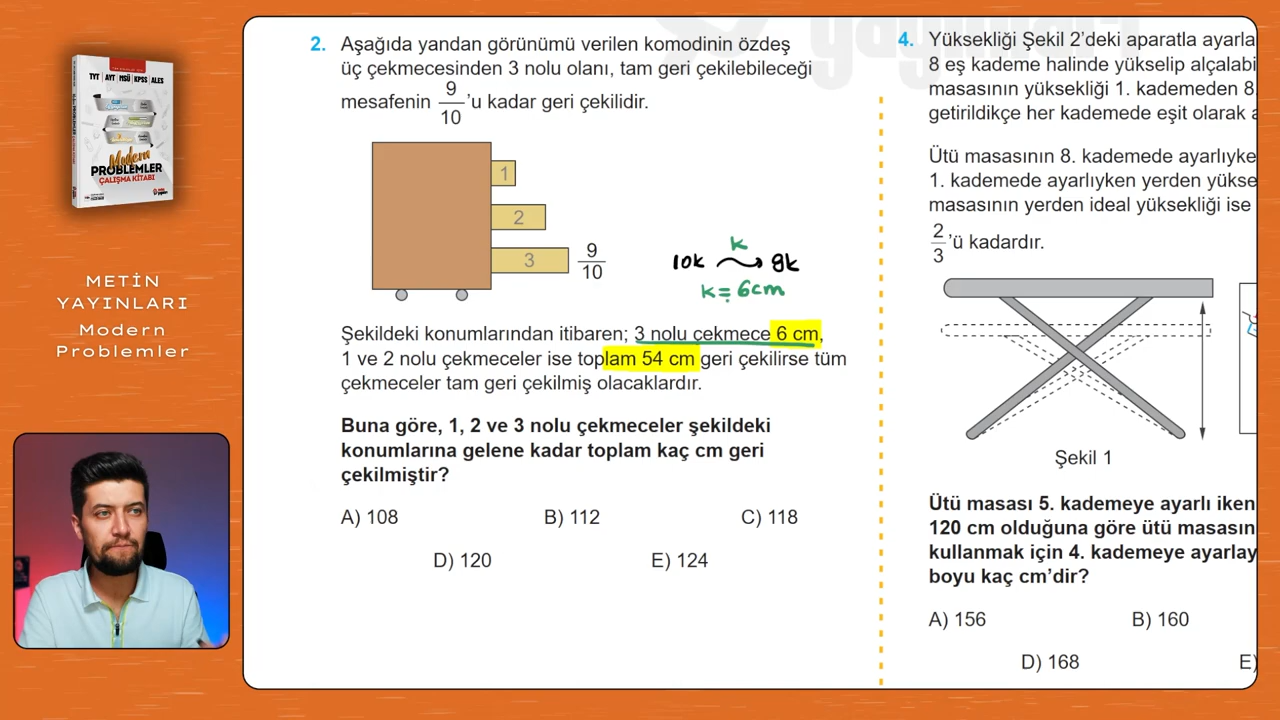 TYT | AYT | MSÜ | KPSS | ALES
Modern
PROBLEMLER
ÇALIŞMA KİTABI
METİN
YAYINLARI
Modern
Problemler
2. Aşağıda yandan görünümü verilen komodinin özdeş
üç çekmecesinden 3 nolu olanı, tam geri çekilebileceği
mesafenin 9/10 'u kadar geri çekilidir.
1
2
3 9/10
10k k 9k
k = 6cm
Şekildeki konumlarından itibaren; 3 nolu çekmece 6 cm,
1 ve 2 nolu çekmeceler ise toplam 54 cm geri çekilirse tüm
çekmeceler tam geri çekilmiş olacaklardır.
Buna göre, 1, 2 ve 3 nolu çekmeceler şekildeki
konumlarına gelene kadar toplam kaç cm geri
çekilmiştir?
A) 108 B) 112 C) 118
D) 120 E) 124
4. Yüksekliği Şekil 2'deki aparatla ayarla
8 eş kademe halinde yükselip alçalabi
masasının yüksekliği 1. kademeden 8.
getirildikçe her kademede eşit olarak a
Ütü masasının 8. kademede ayarlıyke
1. kademede ayarlıyken yerden yükse
masasının yerden ideal yüksekliği ise
2/3 'ü kadardır.
Şekil 1
Ütü masası 5. kademeye ayarlı iken
120 cm olduğuna göre ütü masasın
kullanmak için 4. kademeye ayarlay
boyu kaç cm'dir?
A) 156 B) 160
D) 168 E)